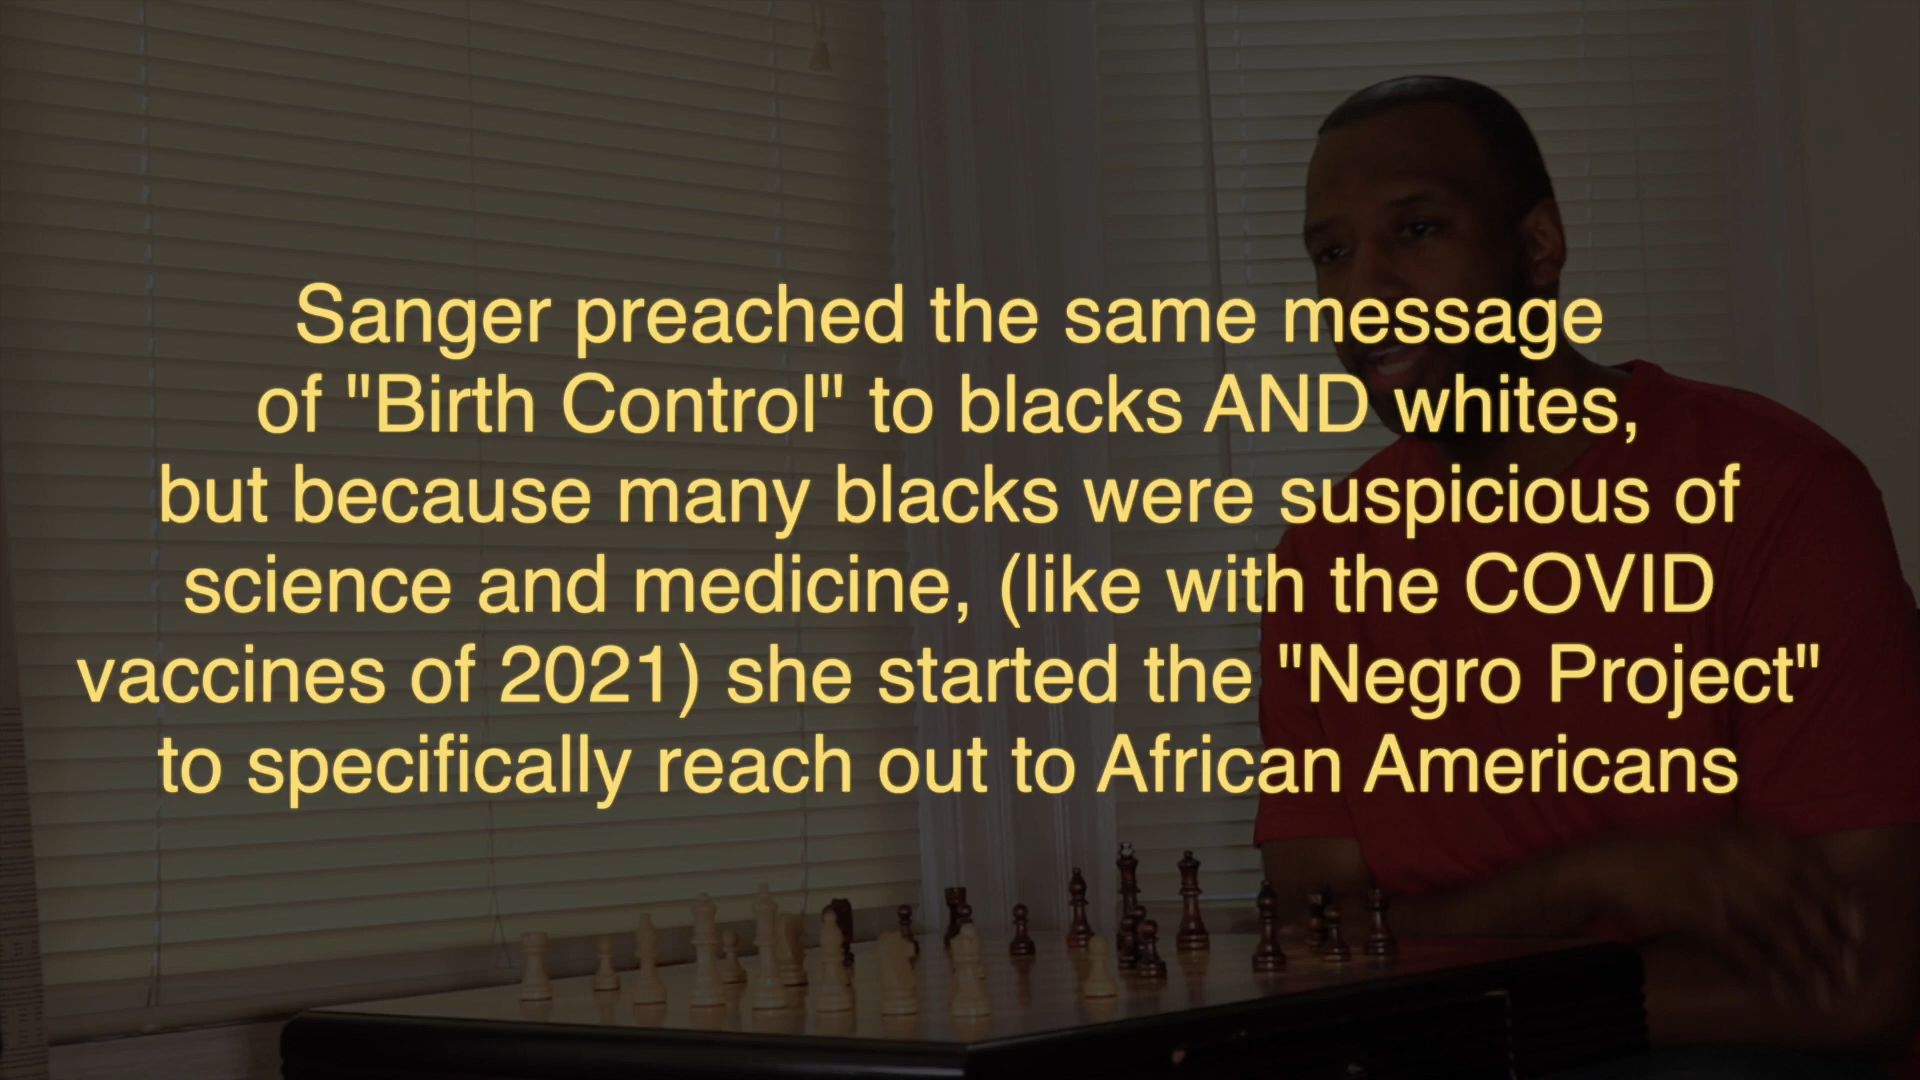 Sanger preached the same message
of "Birth Control" to blacks AND whites,
but because many blacks were suspicious of
science and medicine, (like with the COVID
vaccines of 2021) she started the "Negro Project"
to specifically reach out to African Americans